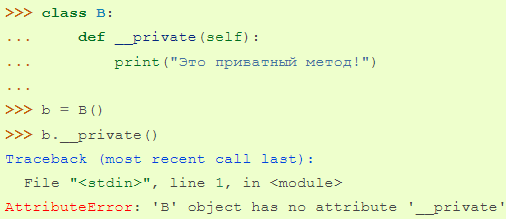 >>> class B:
...     def __private(self):
...         print("Это приватный метод!")
...
>>> b = B()
>>> b.__private()
Traceback (most recent call last):
  File "<stdin>", line 1, in <module>
AttributeError: 'B' object has no attribute '__private'